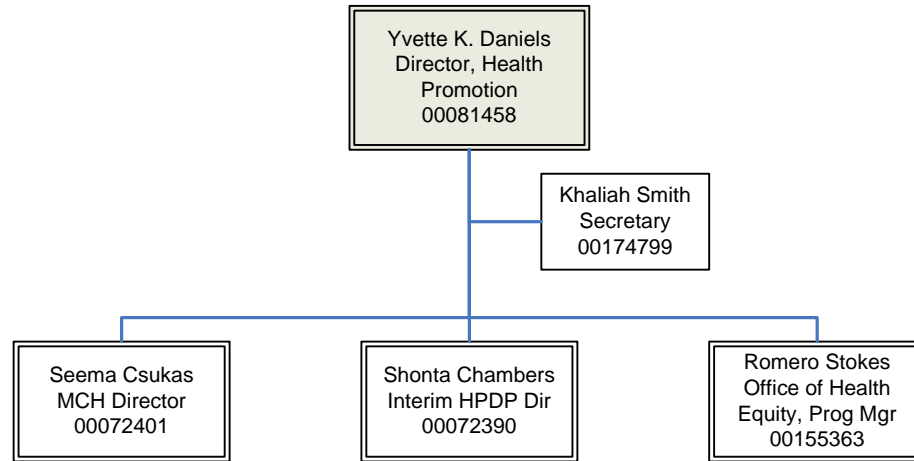 Yvette K. Daniels
Director, Health
Promotion
00081458
Khaliah Smith
Secretary
00174799
Seema Csukas
MCH Director
00072401
Shonta Chambers
Interim HPDP Dir
00072390
Romero Stokes
Office of Health
Equity, Prog Mgr
00155363